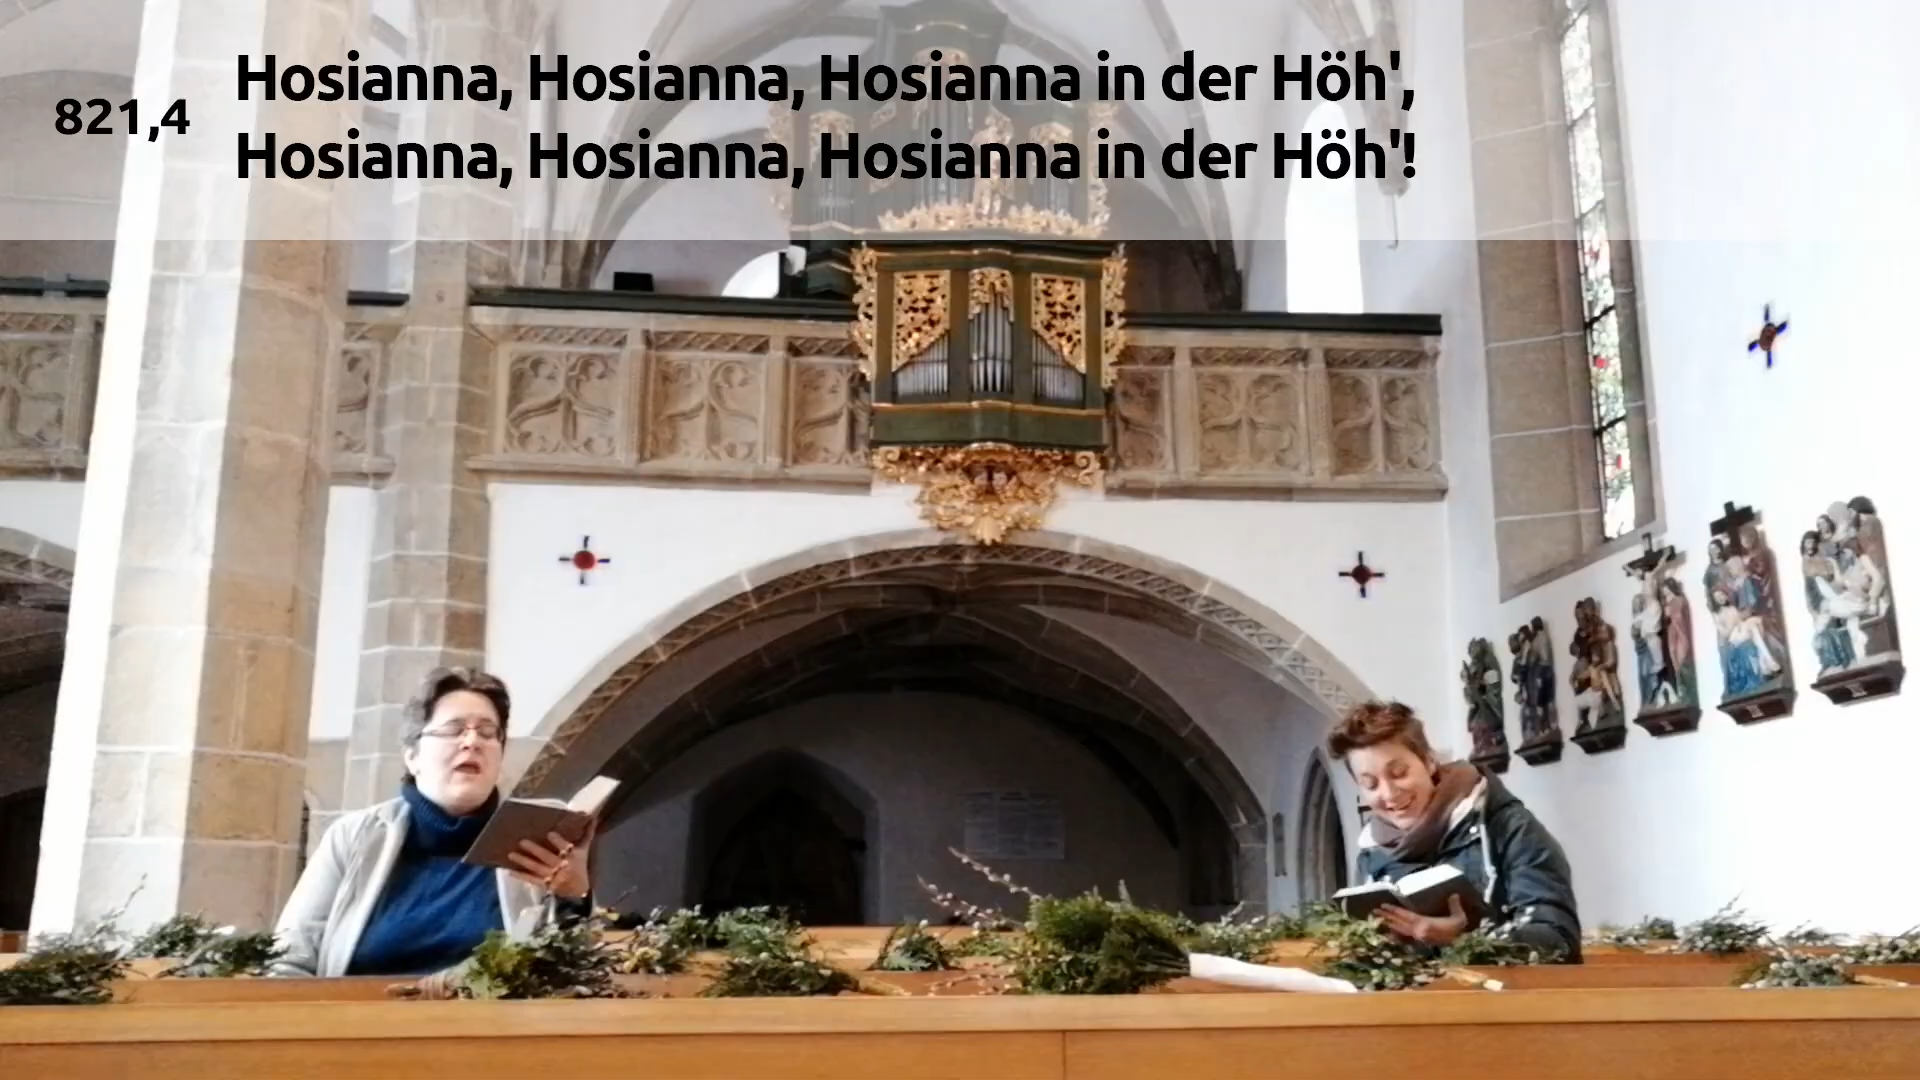 821,4
Hosianna, Hosianna, Hosianna in der Höh',
Hosianna, Hosianna, Hosianna in der Höh'!